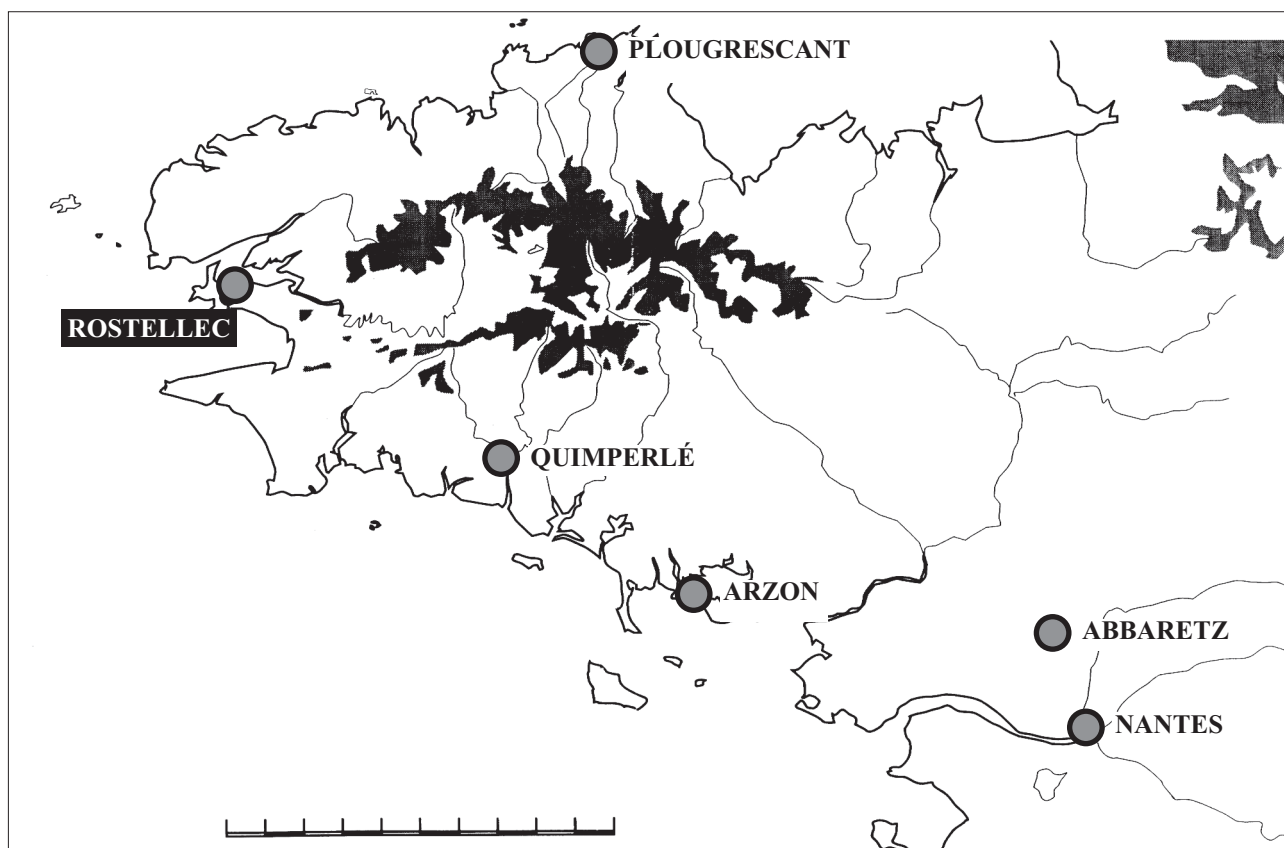 PLOUGRESCANT
ROSTELLEC
QUIMPERLÉ
ARZON
ABBARETZ
NANTES